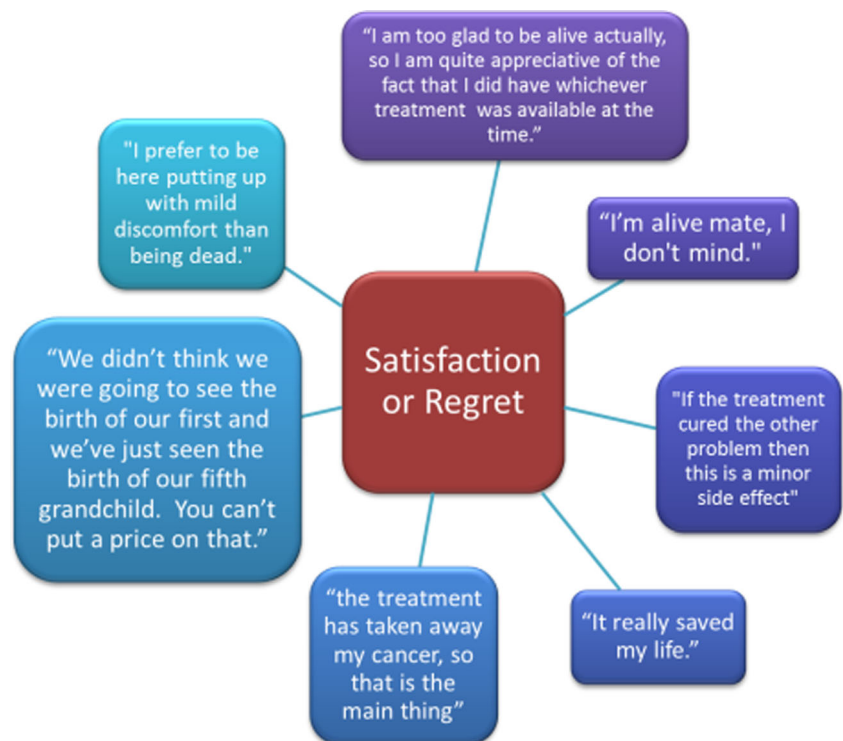 “I am too glad to be alive actually,
so I am quite appreciative of the
fact that I did have whichever
treatment was available at the
time.”
"I prefer to be
here putting up
with mild
discomfort than
being dead."
“I’m alive mate, I
don't mind."
Satisfaction
or Regret
“We didn’t think we
were going to see the
birth of our first and
we’ve just seen the
birth of our fifth
grandchild. You can’t
put a price on that.”
"If the treatment
cured the other
problem then
this is a minor
side effect"
“the treatment
has taken away
my cancer, so
that is the
main thing”
“It really saved
my life.”